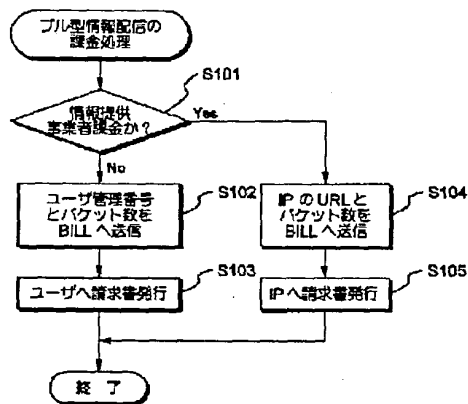 プル型情報配信の
課金処理
S101
情報提供
事業者課金か?
Yes
No
ユーザ管理番号
とパケット数を
BILLへ送信
S102
IPのURLと
パケット数を
BILLへ送信
S104
ユーザへ請求書発行
S103
IPへ請求書発行
S105
終了